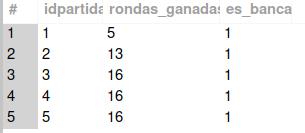 # idpartida rondas_ganadas es_banca
1 1 5 1
2 2 13 1
3 3 16 1
4 4 16 1
5 5 16 1